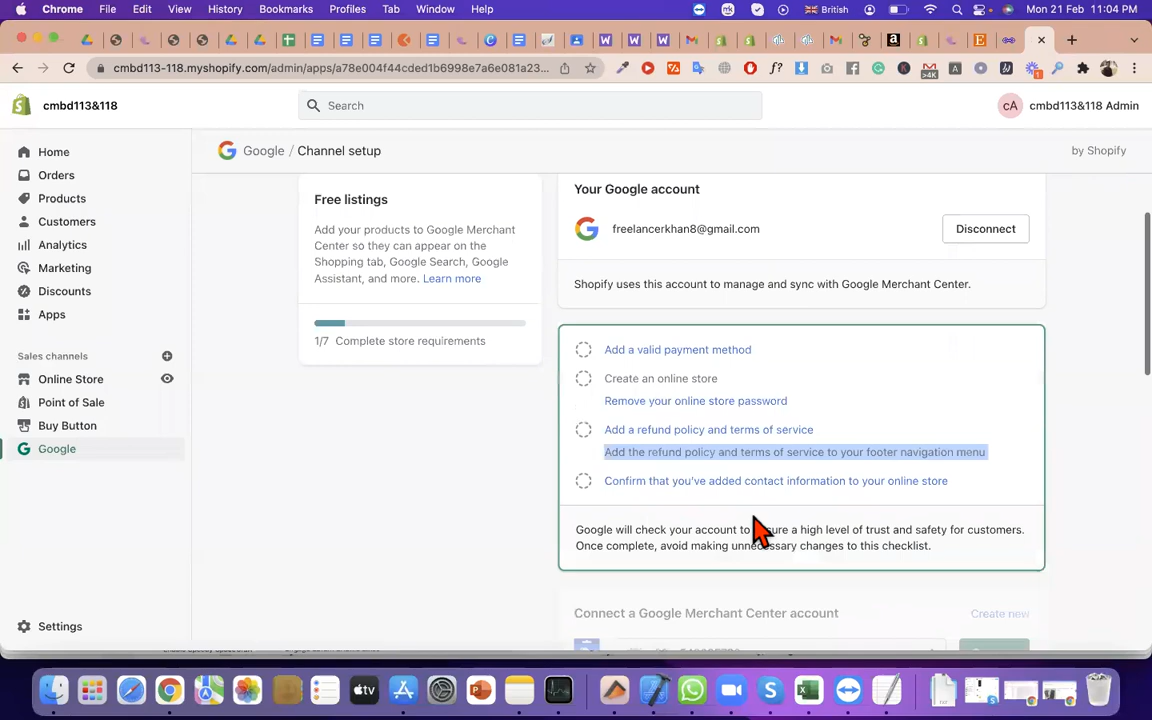 Chrome File Edit View History Bookmarks Profiles Tab Window Help British Mon 21 Feb 11:04 PM
cmbd113-118.myshopify.com/admin/apps/a78e004f44cded1b6998e7a6e081a23...
cmbd113&118
Search
cA cmbd113&118 Admin
Home
Orders
Products
Customers
Analytics
Marketing
Discounts
Apps
Sales channels
Online Store
Point of Sale
Buy Button
Google
Settings
Google / Channel setup
by Shopify
Free listings
Add your products to Google Merchant
Center so they can appear on the
Shopping tab, Google Search, Google
Assistant, and more. Learn more
1/7 Complete store requirements
Your Google account
freelancerkhan8@gmail.com
Disconnect
Shopify uses this account to manage and sync with Google Merchant Center.
Add a valid payment method
Create an online store
Remove your online store password
Add a refund policy and terms of service
Add the refund policy and terms of service to your footer navigation menu
Confirm that you've added contact information to your online store
Google will check your account to ensure a high level of trust and safety for customers.
Once complete, avoid making unnecessary changes to this checklist.
Connect a Google Merchant Center account
Create new
tv